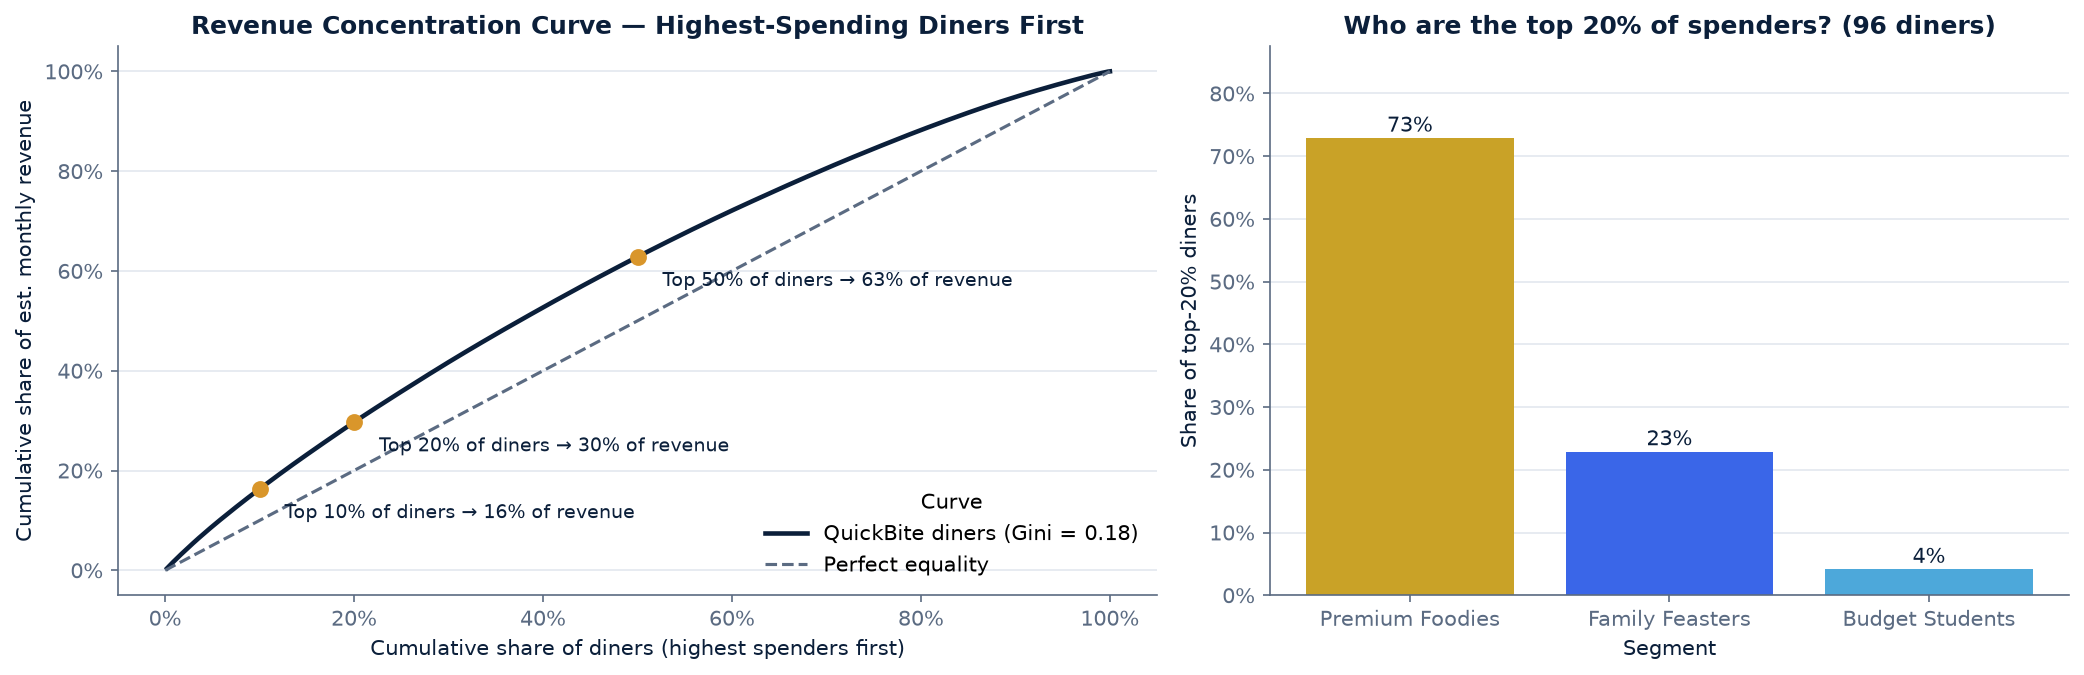 Revenue Concentration Curve — Highest-Spending Diners First
Cumulative share of est. monthly revenue
100%
80%
60%
40%
20%
0%
Top 50% of diners → 63% of revenue
Top 20% of diners → 30% of revenue
Top 10% of diners → 16% of revenue
Curve
QuickBite diners (Gini = 0.18)
Perfect equality
0%
20%
40%
60%
80%
100%
Cumulative share of diners (highest spenders first)
Who are the top 20% of spenders? (96 diners)
Share of top-20% diners
80%
70%
60%
50%
40%
30%
20%
10%
0%
73%
23%
4%
Premium Foodies
Family Feasters
Budget Students
Segment